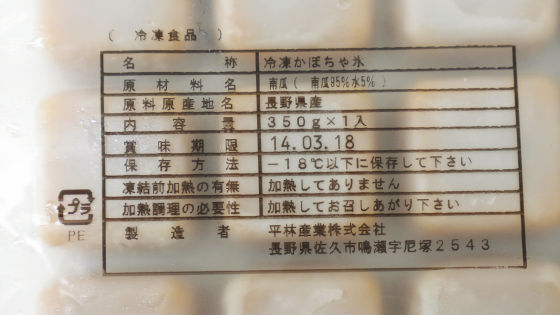 ( 冷凍食品 )
名称 冷凍かぼちゃ氷
原材料名 南瓜( 南瓜95%水5% )
原料原産地名 長野県産
内容量 350g×1入
賞味期限 14.03.18
保存方法 −18℃以下に保存して下さい
凍結前加熱の有無 加熱してありません
加熱調理の必要性 加熱してお召しあがり下さい
製造者 平林産業株式会社
長野県佐久市鳴瀬字尼塚2543
プラ
PE